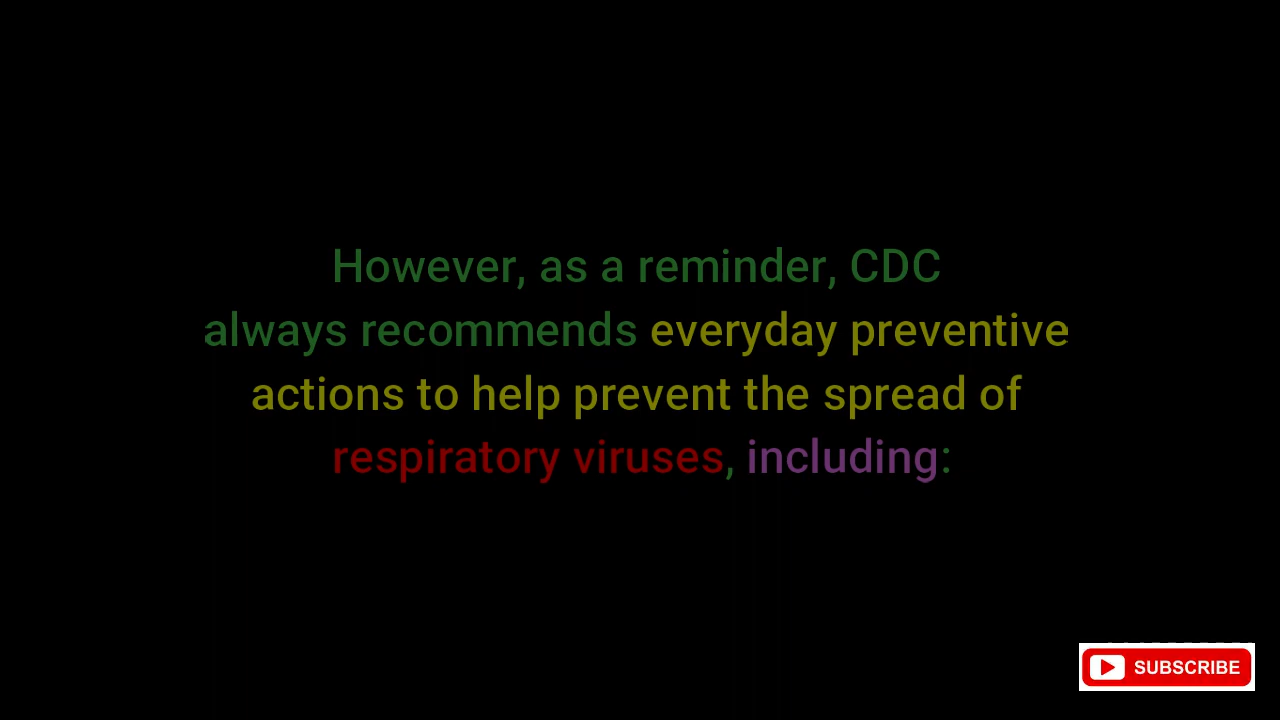 However, as a reminder, CDC
always recommends everyday preventive
actions to help prevent the spread of
respiratory viruses, including:
SUBSCRIBE